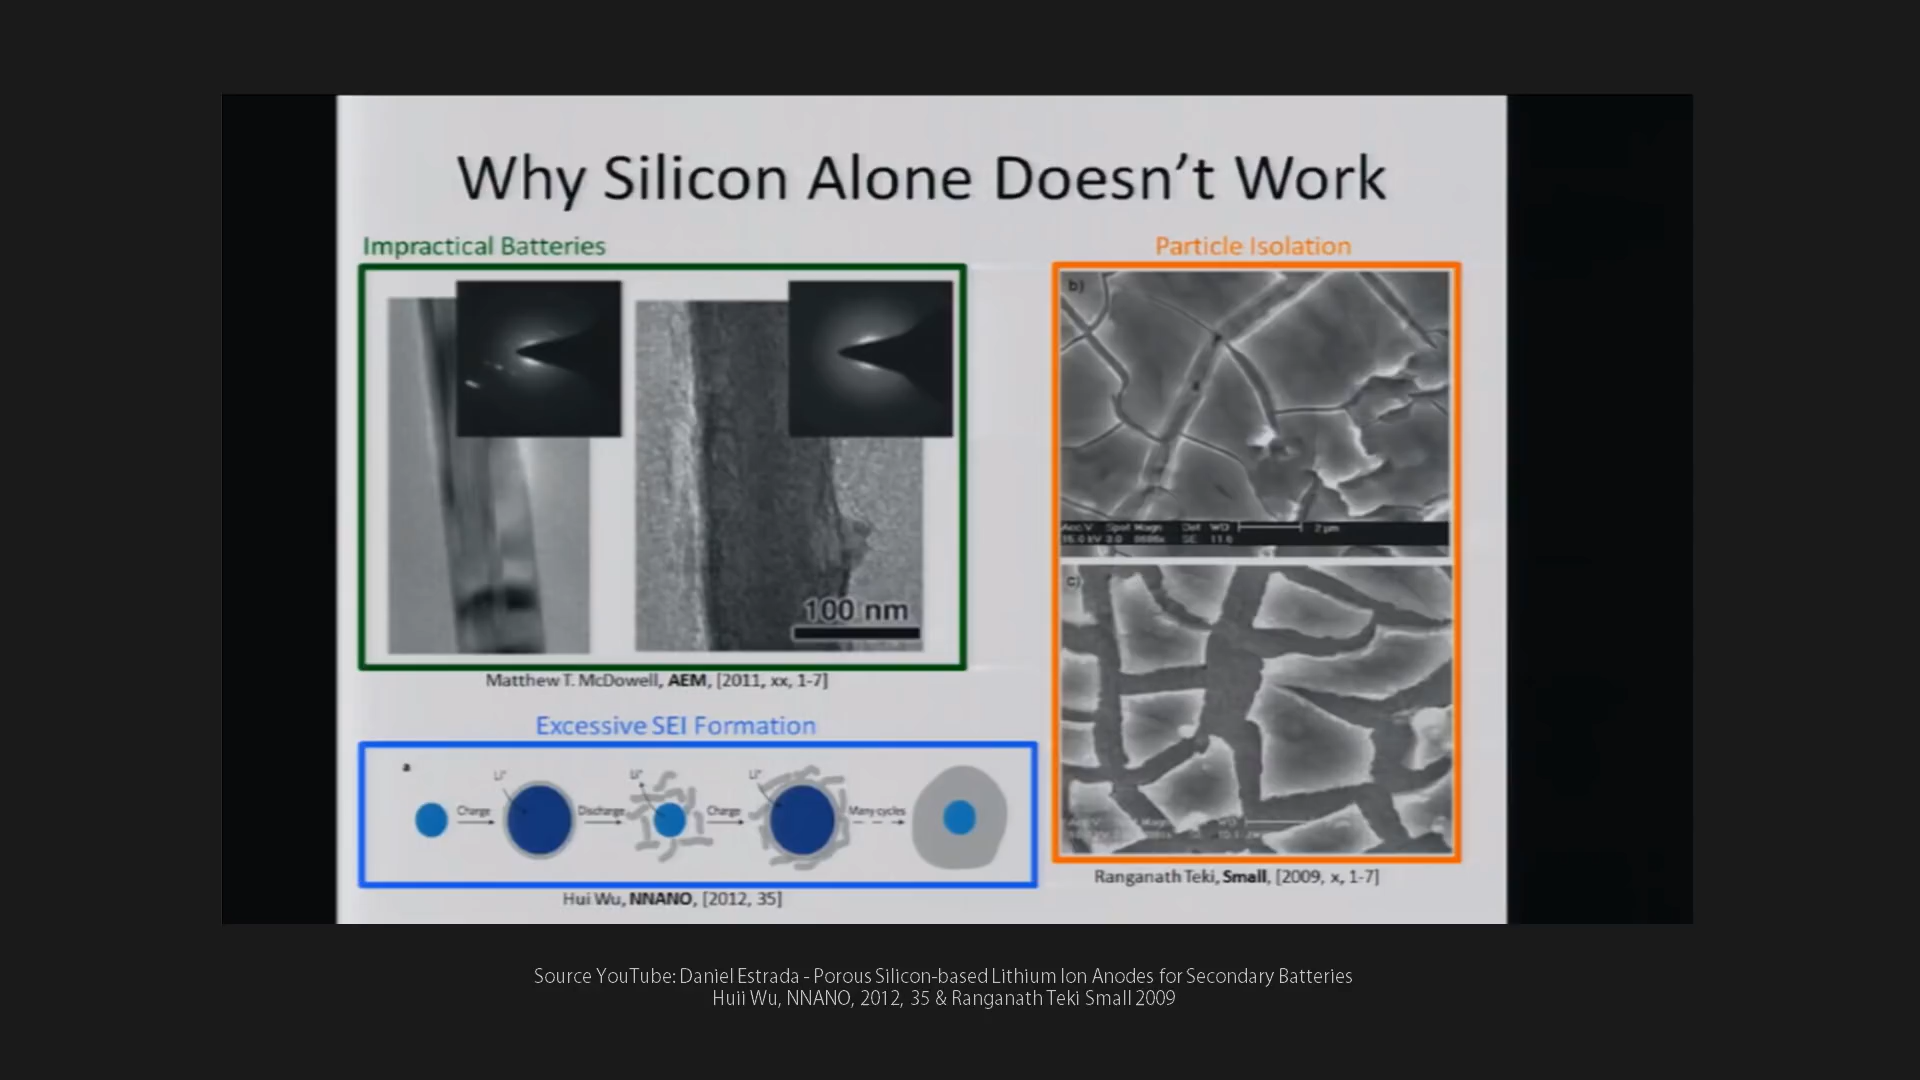 Why Silicon Alone Doesn't Work
Impractical Batteries
Particle Isolation
b)
100 nm
Matthew T. McDowell, AEM, [2011, xx, 1-7]
Acc.V Spot Magn Det WD 2 µm
15.0 kV 3.0 SE 11.6
c)
Excessive SEI Formation
a
Li⁺ Li⁺ Li⁺
Charge Discharge Charge Many cycles
Hui Wu, NNANO, [2012, 35]
Ranganath Teki, Small, [2009, x, 1-7]
Source YouTube: Daniel Estrada - Porous Silicon-based Lithium Ion Anodes for Secondary Batteries
Huii Wu, NNANO, 2012, 35 & Ranganath Teki Small 2009